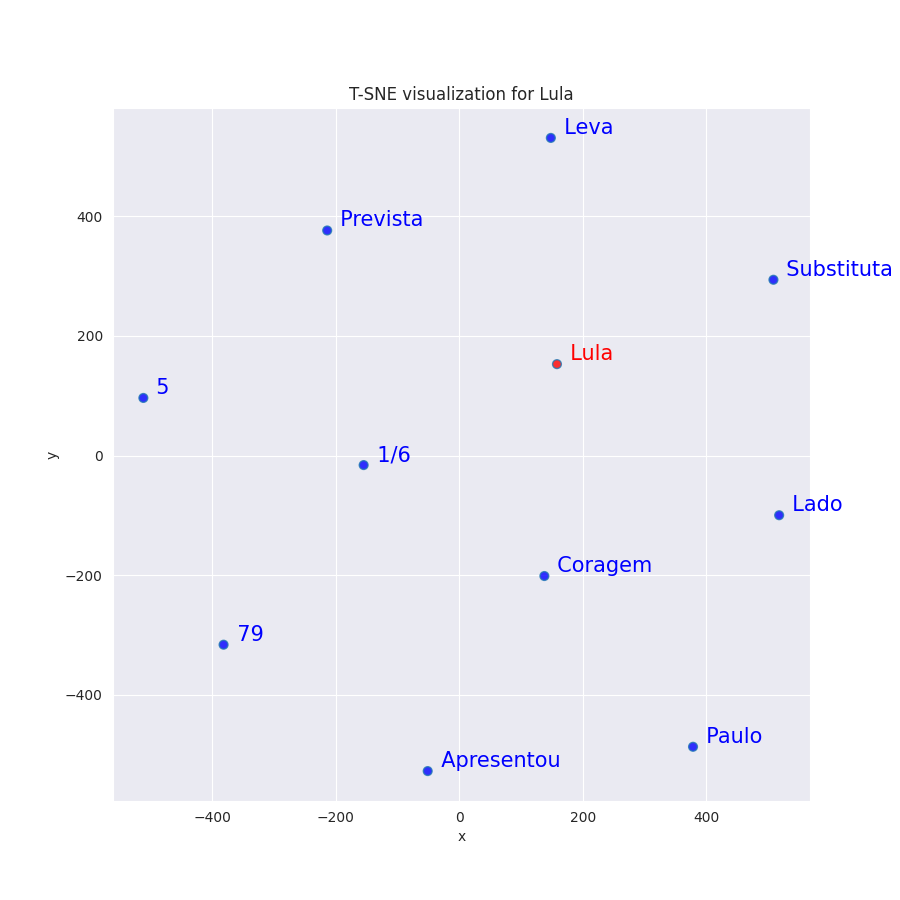 T-SNE visualization for Lula
Leva
Prevista
Substituta
Lula
5
1/6
Lado
Coragem
79
Paulo
Apresentou
400
200
0
−200
−400
y
−400
−200
0
200
400
x